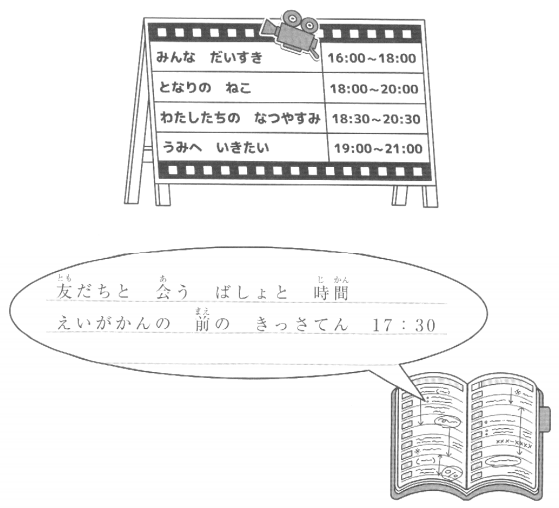 みんな だいすき 16:00～18:00
となりの ねこ 18:00～20:00
わたしたちの なつやすみ 18:30～20:30
うみへ いきたい 19:00～21:00
とも あ じ かん
友だちと 会う ばしょと 時間
まえ
えいがかんの 前の きっさてん 17：30
×××-××××